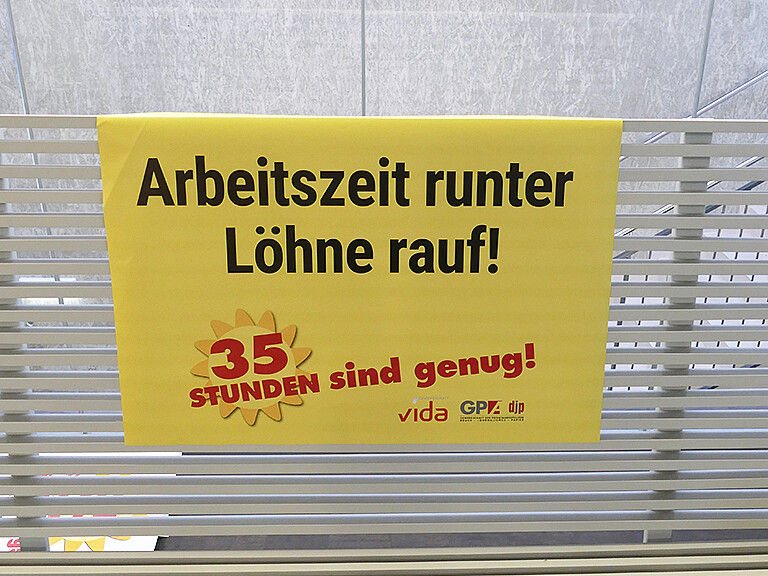 Arbeitszeit runter
Löhne rauf!
35
STUNDEN sind genug!
vida
GPA djp